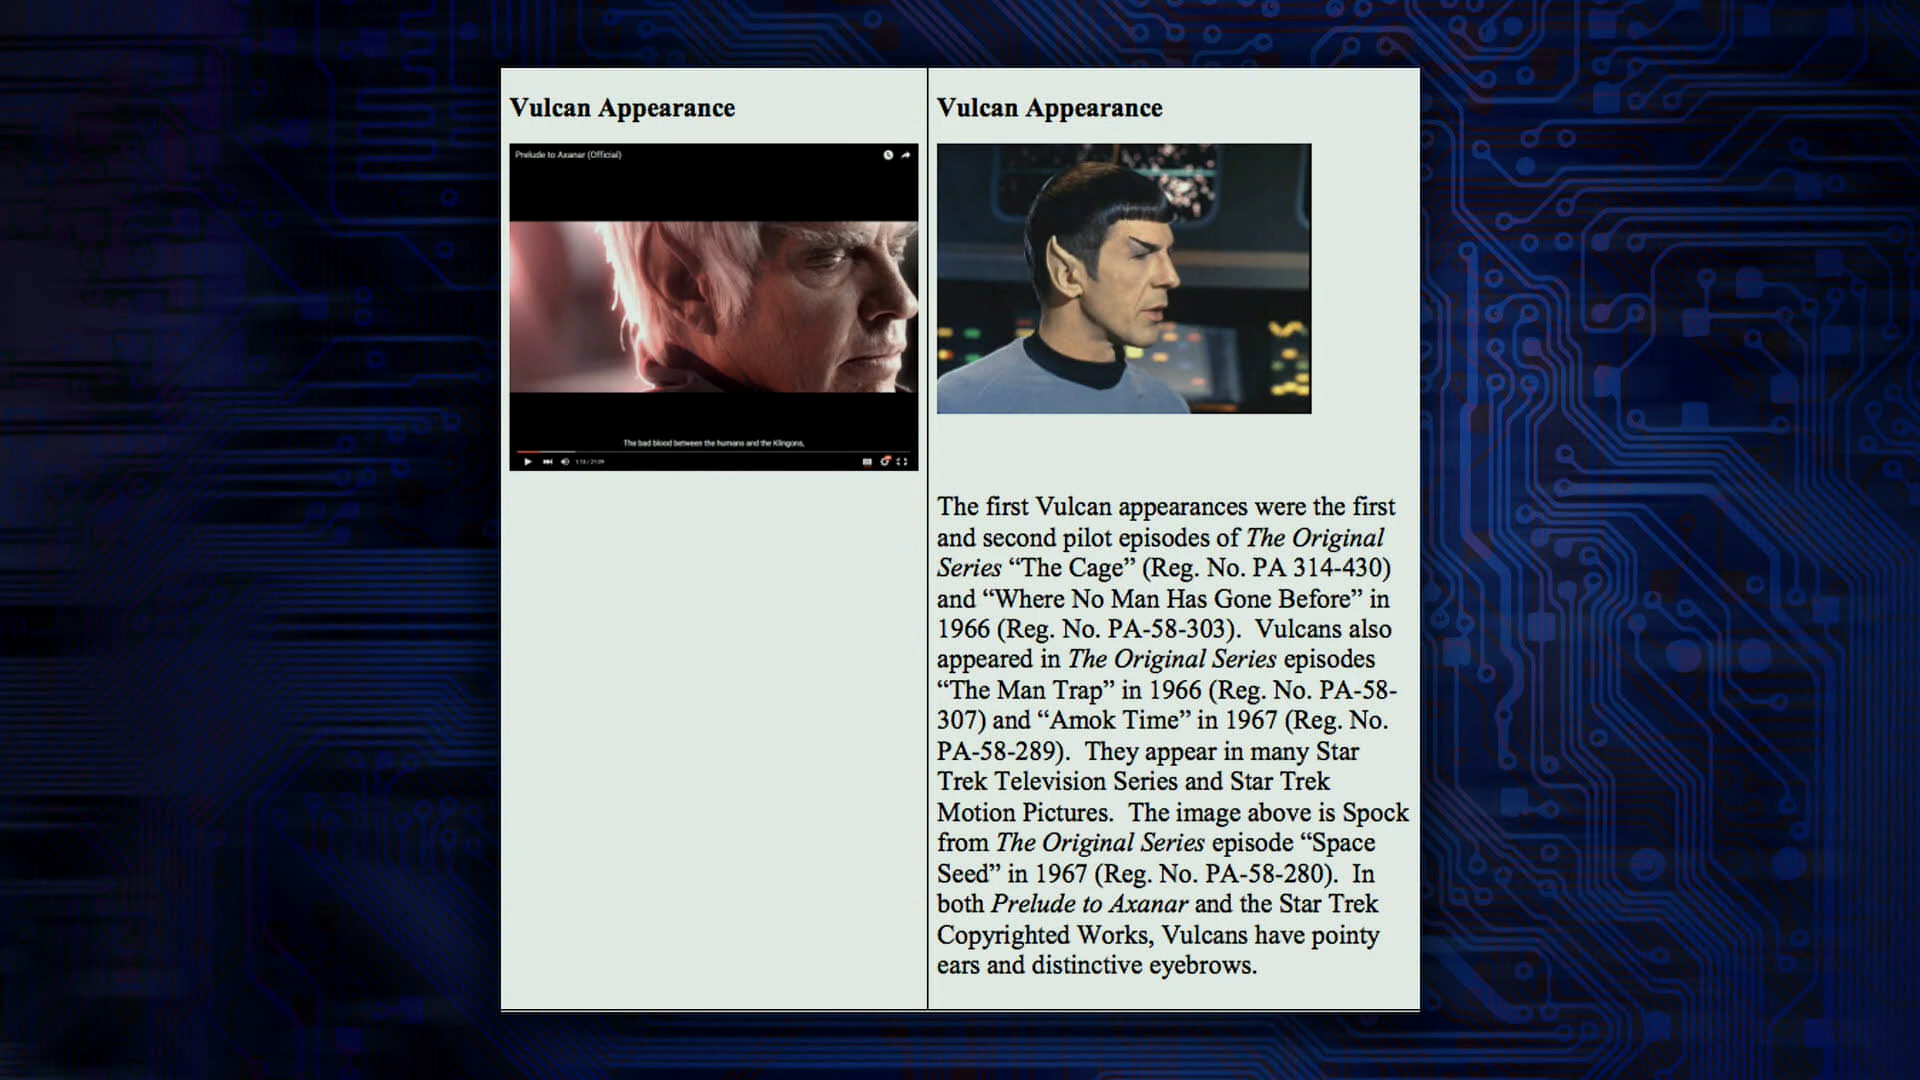 Vulcan Appearance
Prelude to Axanar (Official)
The bad blood between the humans and the Klingons,
Vulcan Appearance
The first Vulcan appearances were the first
and second pilot episodes of The Original
Series “The Cage” (Reg. No. PA 314-430)
and “Where No Man Has Gone Before” in
1966 (Reg. No. PA-58-303).  Vulcans also
appeared in The Original Series episodes
“The Man Trap” in 1966 (Reg. No. PA-58-
307) and “Amok Time” in 1967 (Reg. No.
PA-58-289).  They appear in many Star
Trek Television Series and Star Trek
Motion Pictures.  The image above is Spock
from The Original Series episode “Space
Seed” in 1967 (Reg. No. PA-58-280).  In
both Prelude to Axanar and the Star Trek
Copyrighted Works, Vulcans have pointy
ears and distinctive eyebrows.